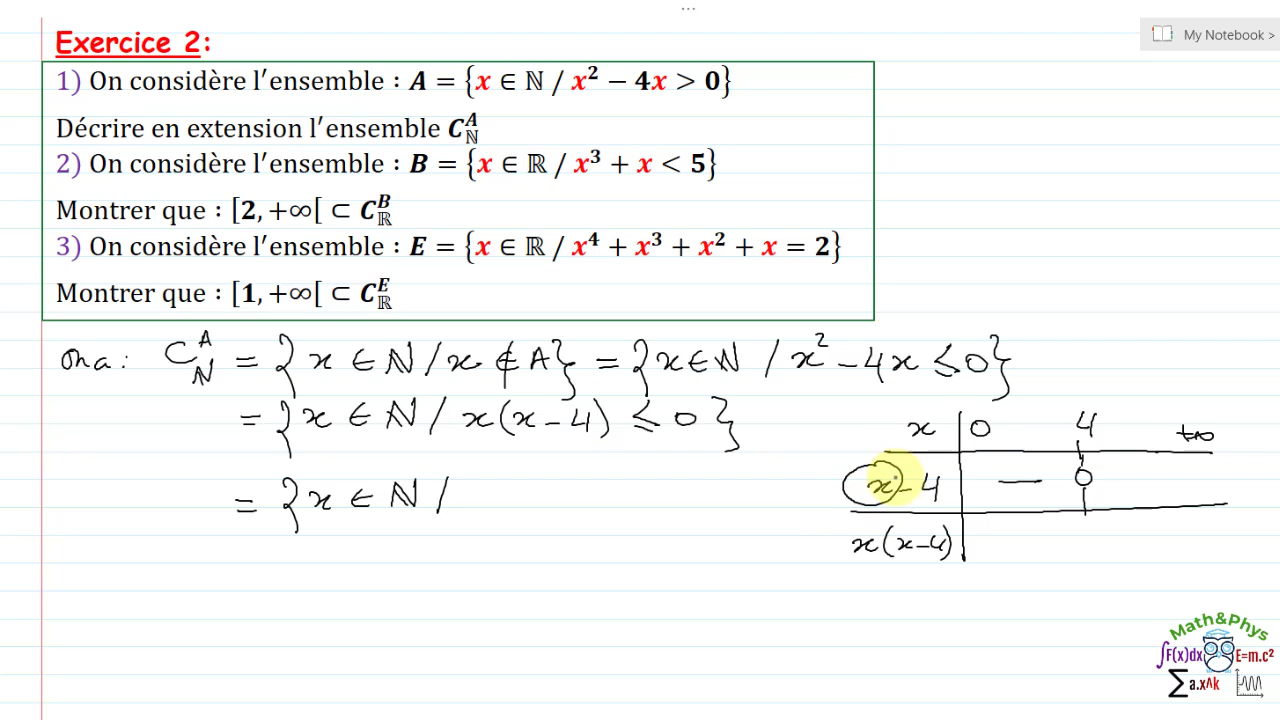 ...
My Notebook >
Exercice 2:
1) On considère l'ensemble : A = {x ∈ ℕ / x² − 4x > 0}
Décrire en extension l'ensemble C_ℕ^A
2) On considère l'ensemble : B = {x ∈ ℝ / x³ + x < 5}
Montrer que : [2, +∞[ ⊂ C_ℝ^B
3) On considère l'ensemble : E = {x ∈ ℝ / x⁴ + x³ + x² + x = 2}
Montrer que : [1, +∞[ ⊂ C_ℝ^E
On a : C_ℕ^A = {x ∈ ℕ / x ∉ A} = {x ∈ ℕ / x² − 4x ≤ 0}
= {x ∈ ℕ / x(x − 4) ≤ 0}
= {x ∈ ℕ /
x 0 4 +∞
x − 4 — 0
x(x − 4)
Math&Phys
∫F(x)dx E=m.c²
∑ a.x^k